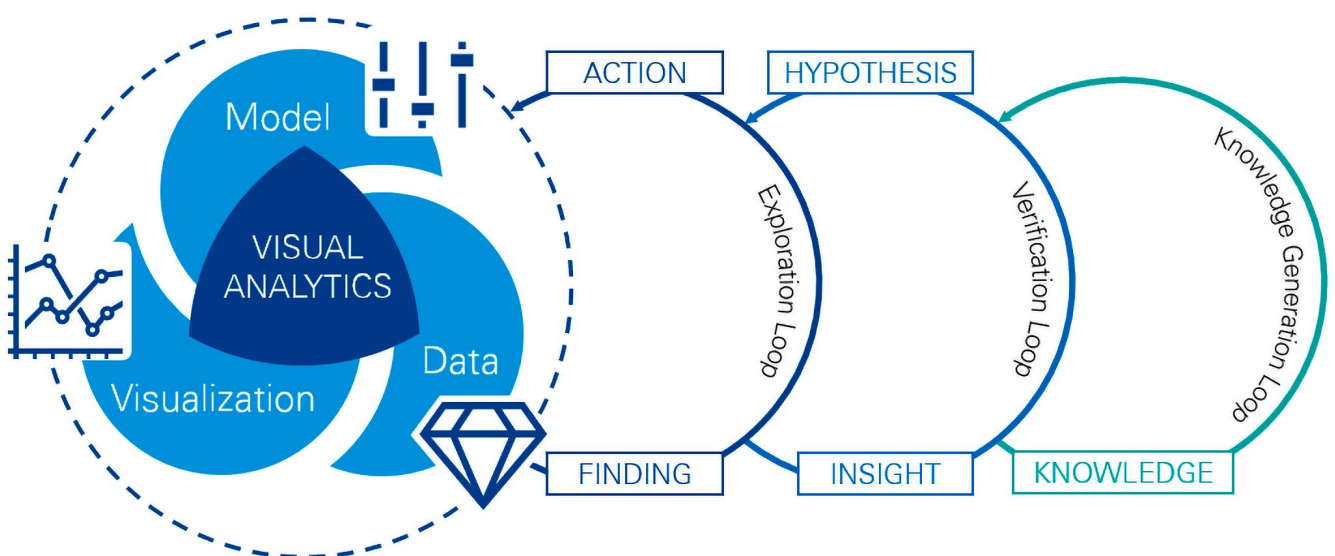 Model
VISUAL
ANALYTICS
Data
Visualization
ACTION
FINDING
Exploration Loop
HYPOTHESIS
INSIGHT
Verification Loop
KNOWLEDGE
Knowledge Generation Loop